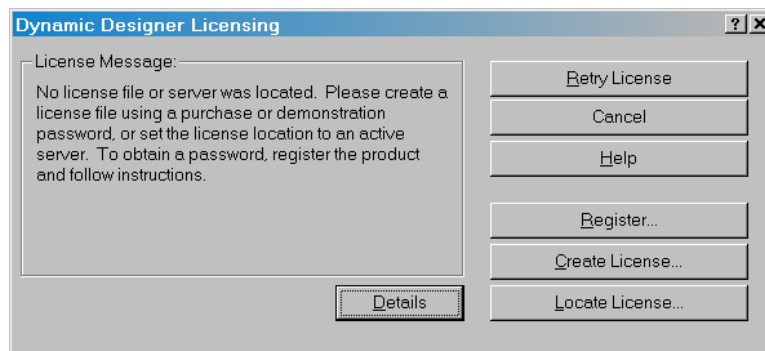 Dynamic Designer Licensing
License Message:
No license file or server was located. Please create a
license file using a purchase or demonstration
password, or set the license location to an active
server. To obtain a password, register the product
and follow instructions.
Retry License
Cancel
Help
Register...
Create License...
Details
Locate License...